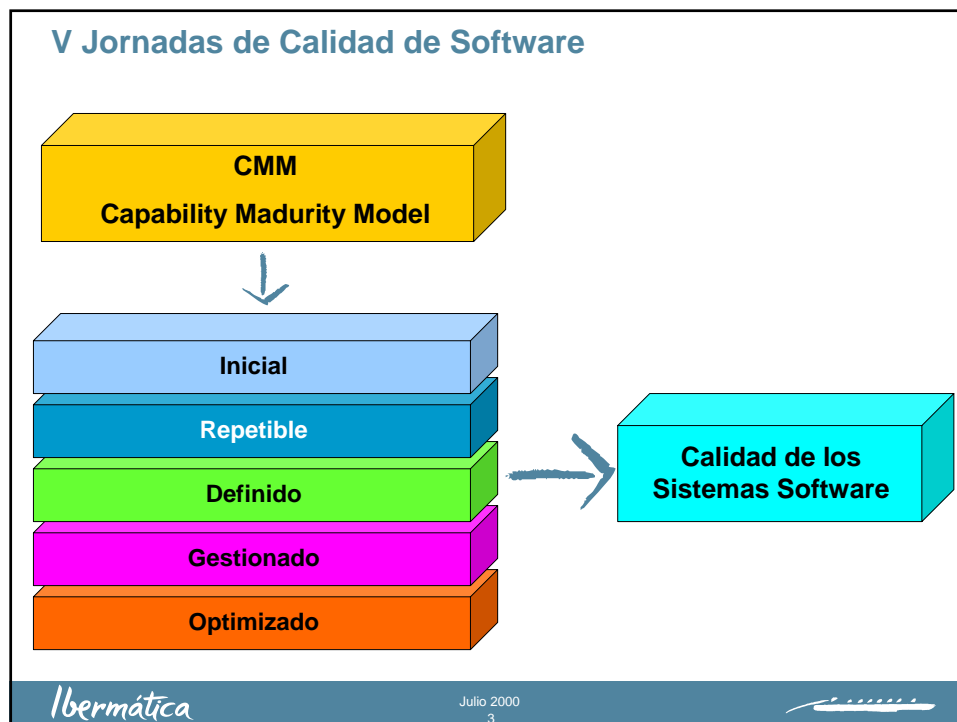 V Jornadas de Calidad de Software
CMM
Capability Madurity Model
Inicial
Repetible
Definido
Gestionado
Optimizado
Calidad de los
Sistemas Software
Ibermática
Julio 2000
3